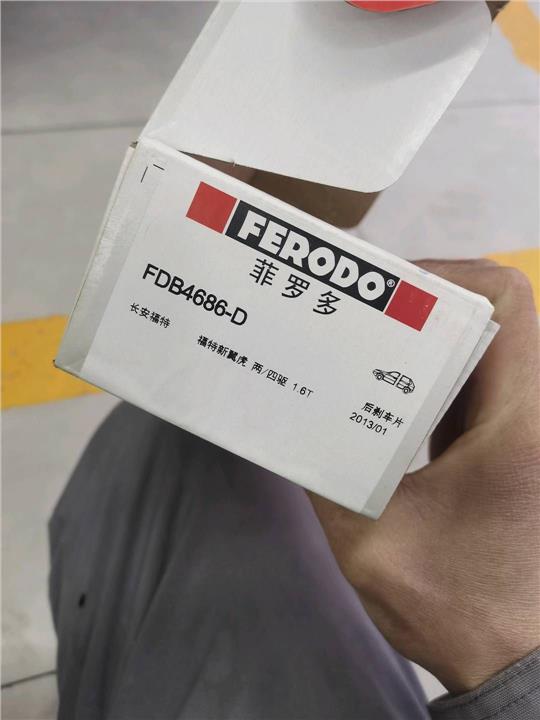 FERODO®
菲罗多
FDB4686-D
长安福特
福特新翼虎 两/四驱 1.6T
后刹车片
2013/01